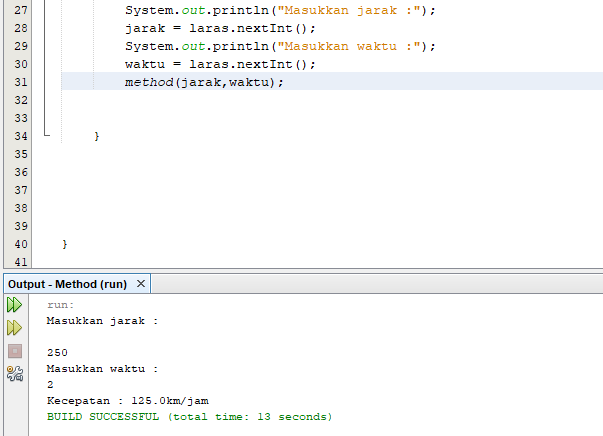 27 System.out.println("Masukkan jarak :");
28 jarak = laras.nextInt();
29 System.out.println("Masukkan waktu :");
30 waktu = laras.nextInt();
31 method(jarak,waktu);
32
33
34 }
35
36
37
38
39
40 }
41
Output - Method (run) ×
run:
Masukkan jarak :
250
Masukkan waktu :
2
Kecepatan : 125.0km/jam
BUILD SUCCESSFUL (total time: 13 seconds)